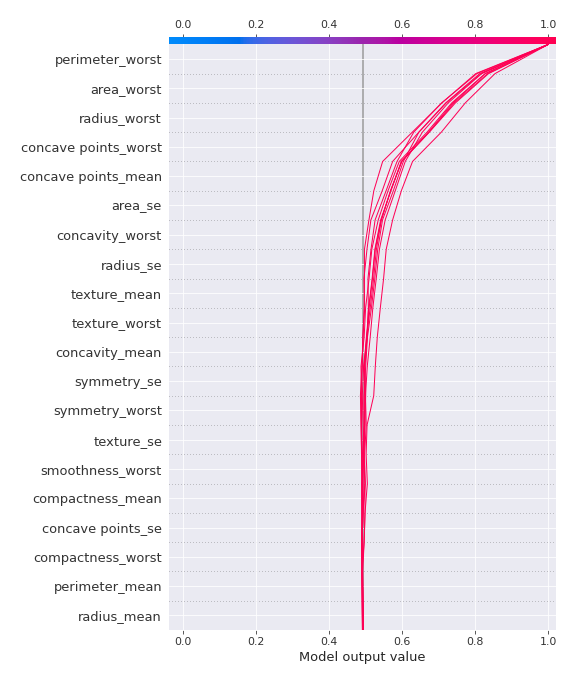 0.0 0.2 0.4 0.6 0.8 1.0
perimeter_worst
area_worst
radius_worst
concave points_worst
concave points_mean
area_se
concavity_worst
radius_se
texture_mean
texture_worst
concavity_mean
symmetry_se
symmetry_worst
texture_se
smoothness_worst
compactness_mean
concave points_se
compactness_worst
perimeter_mean
radius_mean
0.0 0.2 0.4 0.6 0.8 1.0
Model output value